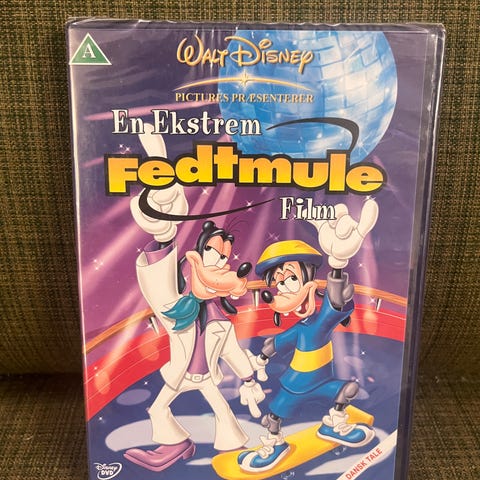 A
WALT DISNEY
PICTURES PRÆSENTERER
En Ekstrem
Fedtmule
Film
Disney
DVD
DANSK TALE